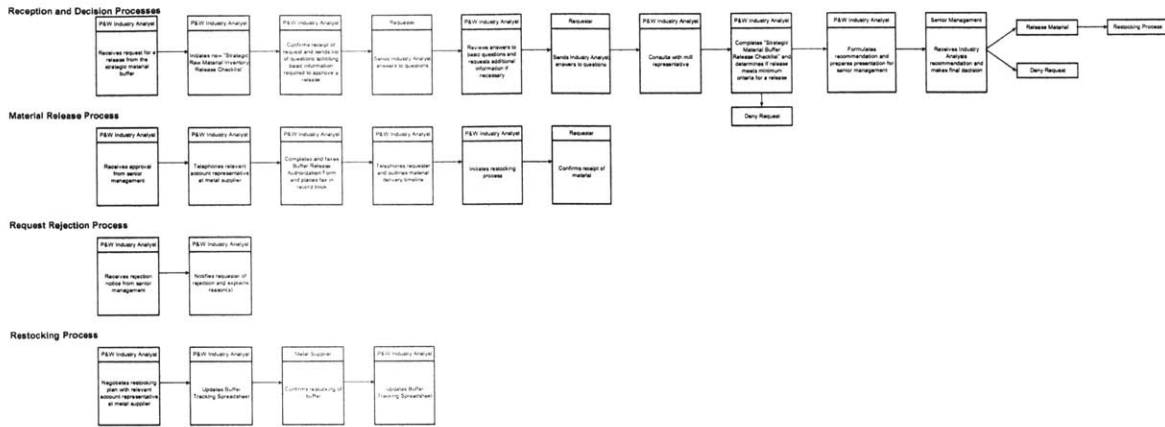 Reception and Decision Processes
P&W Industry Analyst
Receives request for a
release from the
strategic material
buffer
P&W Industry Analyst
Initiates new "Strategic
Raw Material Inventory
Release Checklist"
P&W Industry Analyst
Confirms receipt of
request and sends list
of questions soliciting
basic information
required to approve a
release
Requester
Sends Industry Analyst
answers to questions
P&W Industry Analyst
Reviews answers to
basic questions and
requests additional
information if
necessary
Requester
Sends Industry Analyst
answers to questions
P&W Industry Analyst
Consults with mill
representative
P&W Industry Analyst
Completes "Strategic
Material Buffer
Release Checklist" and
determines if release
meets minimum
criteria for a release
Deny Request
P&W Industry Analyst
Formulates
recommendation and
prepares presentation for
senior management
Senior Management
Receives Industry
Analysis
recommendation and
makes final decision
Release Material
Restocking Process
Deny Request
Material Release Process
P&W Industry Analyst
Receives approval
from senior
management
P&W Industry Analyst
Telephones relevant
account representative
at metal supplier
P&W Industry Analyst
Completes and faxes
Buffer Release
Authorization Form
and places fax in
record book
P&W Industry Analyst
Telephones requester
and outlines material
delivery timeline
P&W Industry Analyst
Initiates restocking
process
Requester
Confirms receipt of
material
Request Rejection Process
P&W Industry Analyst
Receives rejection
notice from senior
management
P&W Industry Analyst
Notifies requester of
rejection and explains
reason(s)
Restocking Process
P&W Industry Analyst
Negotiates restocking
plan with relevant
account representative
at metal supplier
P&W Industry Analyst
Updates Buffer
Tracking Spreadsheet
Metal Supplier
Confirms restocking of
buffer
P&W Industry Analyst
Updates Buffer
Tracking Spreadsheet